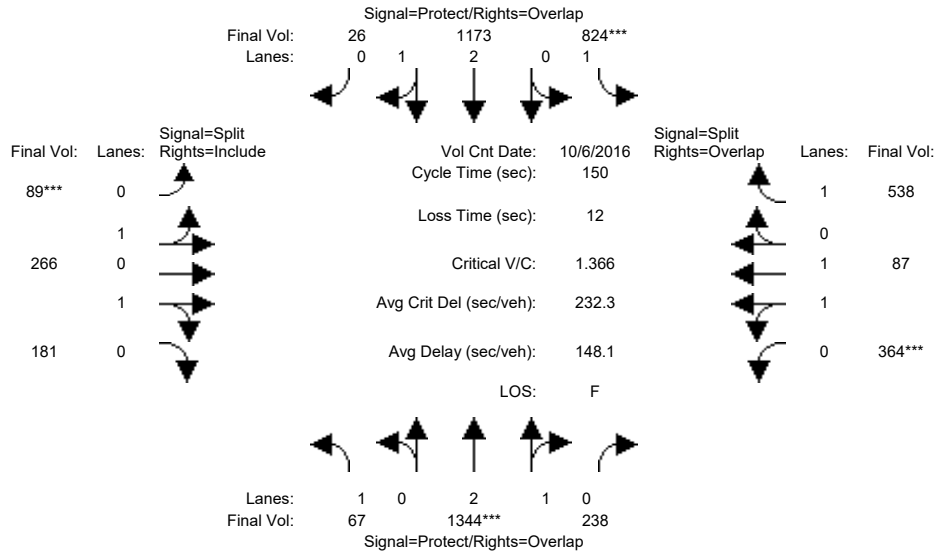 Signal=Protect/Rights=Overlap
Final Vol: 26 1173 824***
Lanes: 0 1 2 0 1
Signal=Split
Final Vol: Lanes: Rights=Include
Vol Cnt Date: 10/6/2016
Signal=Split
Rights=Overlap Lanes: Final Vol:
Cycle Time (sec): 150
89*** 0
1 538
Loss Time (sec): 12
1
0
266 0
Critical V/C: 1.366
1 87
1
Avg Crit Del (sec/veh): 232.3
1
181 0
Avg Delay (sec/veh): 148.1
0 364***
LOS: F
Lanes: 1 0 2 1 0
Final Vol: 67 1344*** 238
Signal=Protect/Rights=Overlap